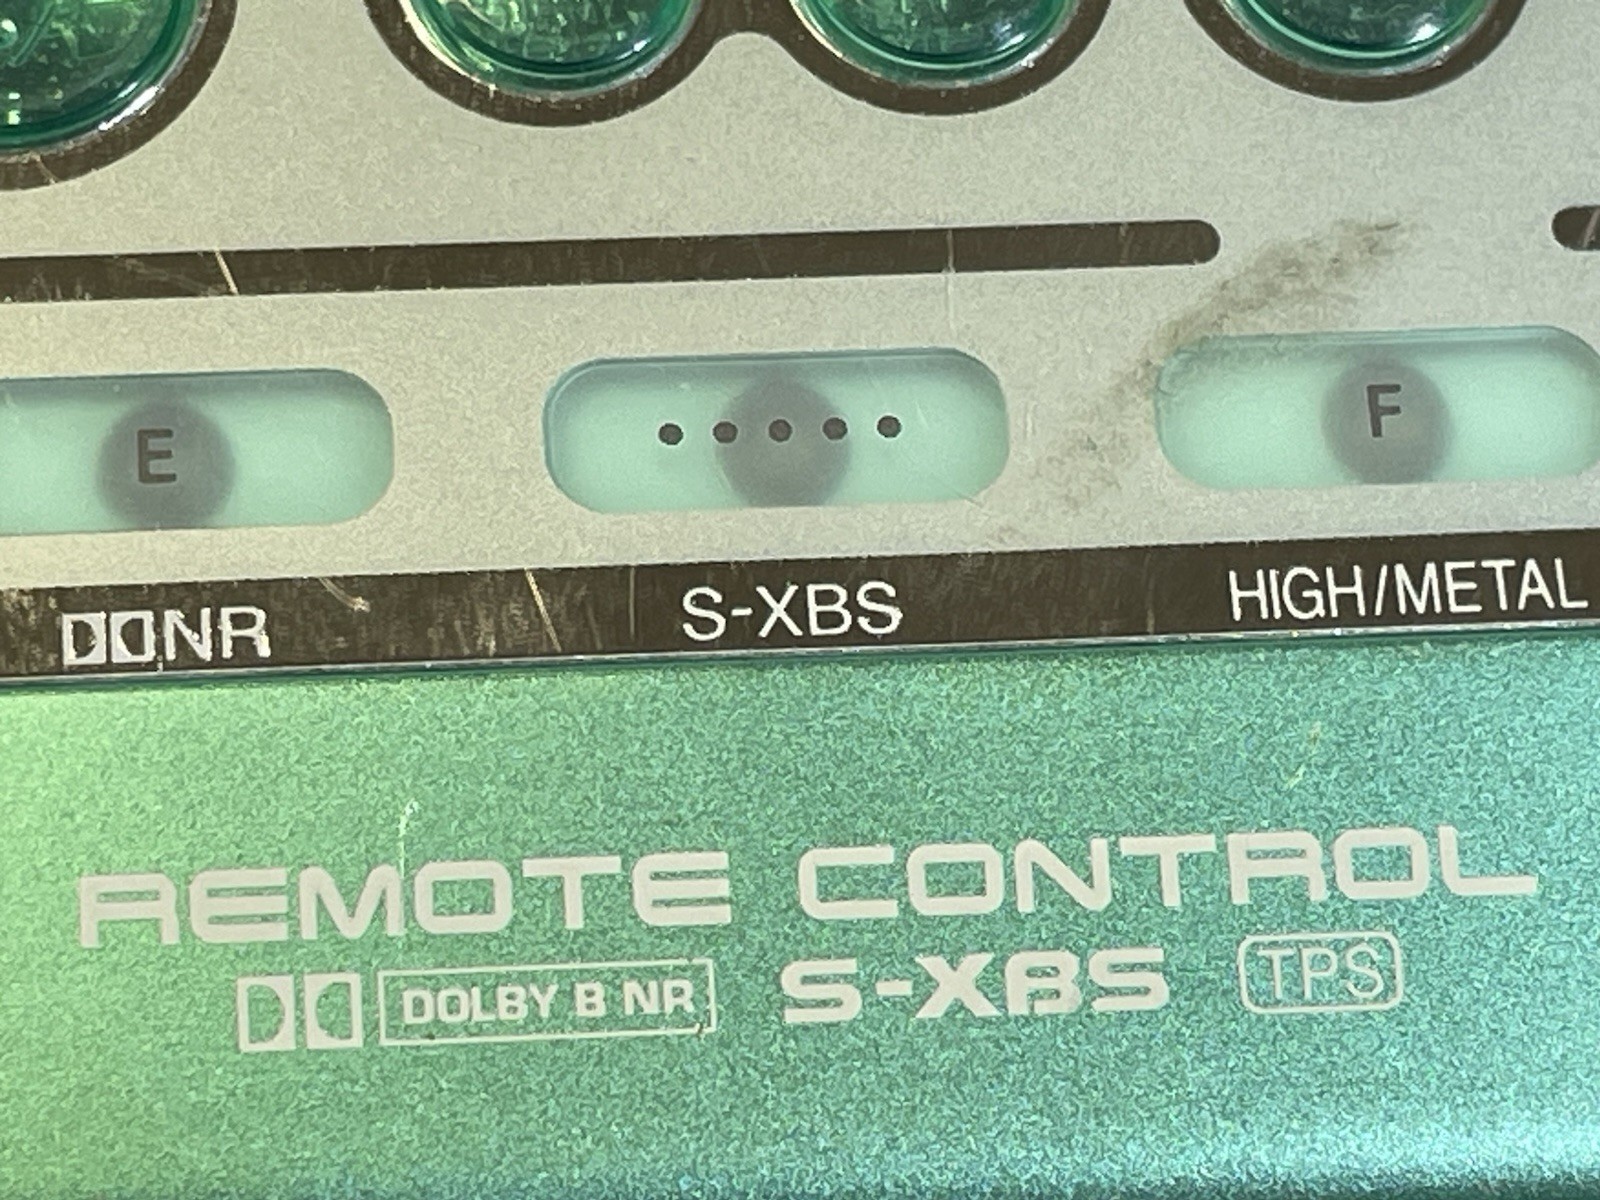 E
F
NR
S-XBS
HIGH/METAL
REMOTE CONTROL
DOLBY B NR
S-XBS
TPS